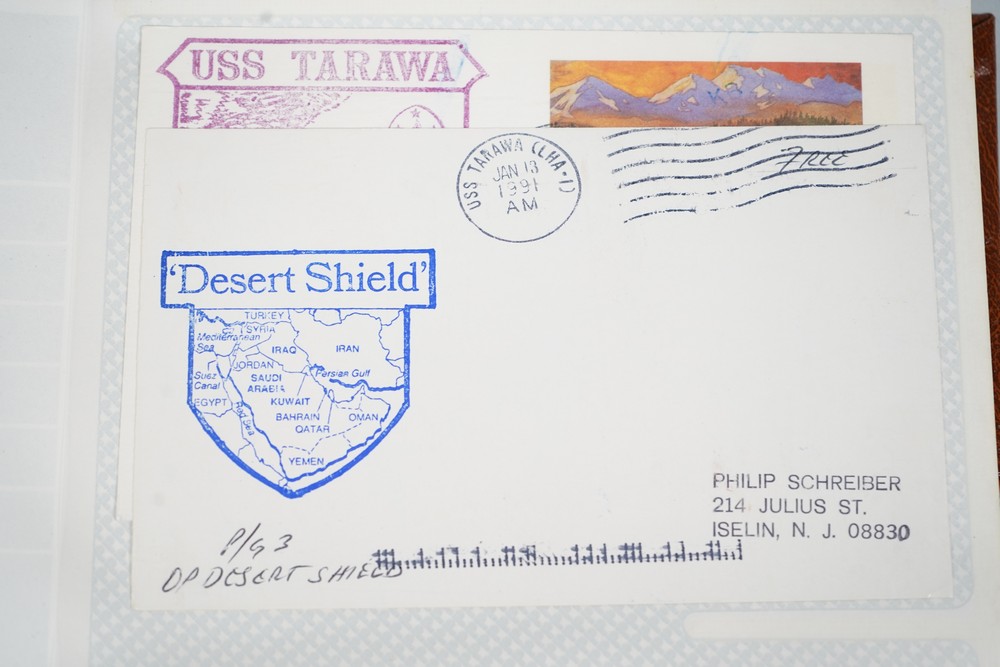 USS TARAWA
USS TARAWA (LHA-1)
JAN 13
1991
AM
FREE
'Desert Shield'
TURKEY
SYRIA
Mediterranean
Sea
IRAQ
IRAN
JORDAN
Suez
Canal
SAUDI
ARABIA
Persian Gulf
KUWAIT
EGYPT
Red Sea
BAHRAIN
OMAN
QATAR
YEMEN
PHILIP SCHREIBER
214 JULIUS ST.
ISELIN, N. J. 08830
OP DESERT SHIELD